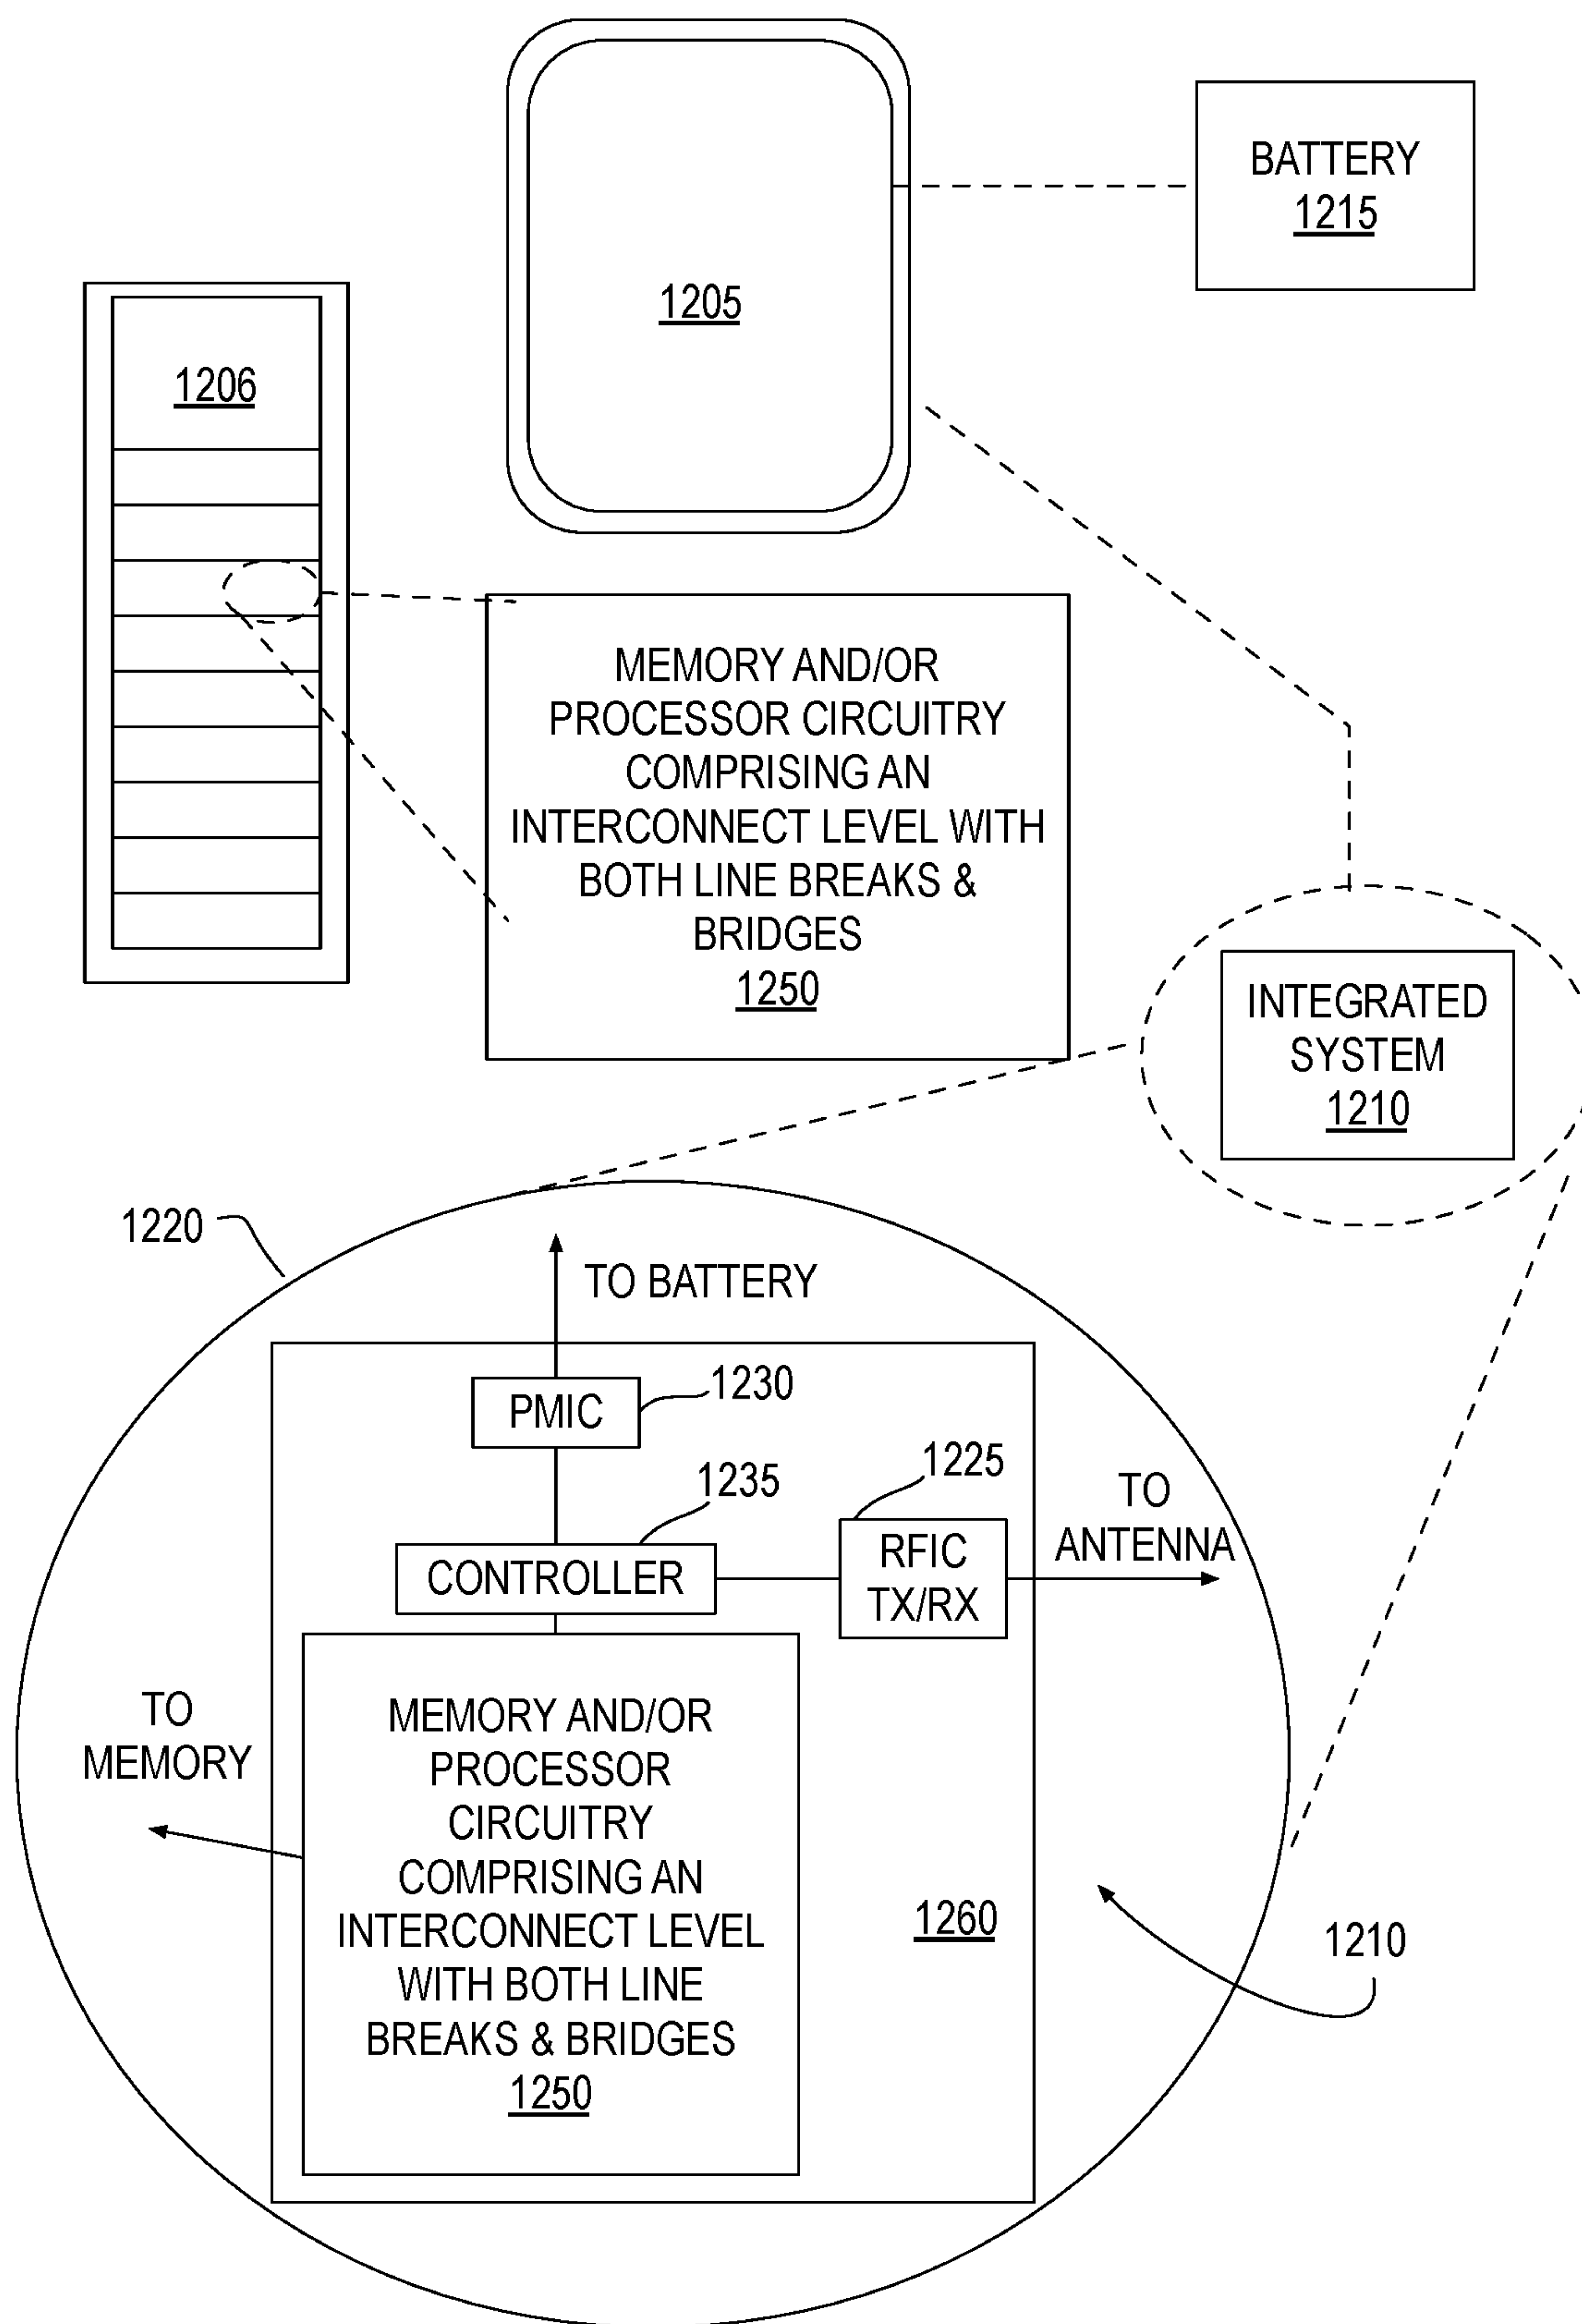 1205
BATTERY
1215
1206
MEMORY AND/OR
PROCESSOR CIRCUITRY
COMPRISING AN
INTERCONNECT LEVEL WITH
BOTH LINE BREAKS &
BRIDGES
1250
INTEGRATED
SYSTEM
1210
1220
TO BATTERY
PMIC
1230
1235
1225
CONTROLLER
RFIC
TX/RX
TO
ANTENNA
TO
MEMORY
MEMORY AND/OR
PROCESSOR
CIRCUITRY
COMPRISING AN
INTERCONNECT LEVEL
WITH BOTH LINE
BREAKS & BRIDGES
1250
1260
1210